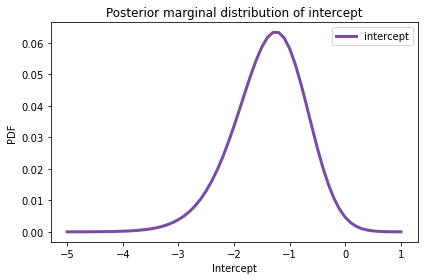 Posterior marginal distribution of intercept
intercept
PDF
0.06
0.05
0.04
0.03
0.02
0.01
0.00
−5 −4 −3 −2 −1 0 1
Intercept